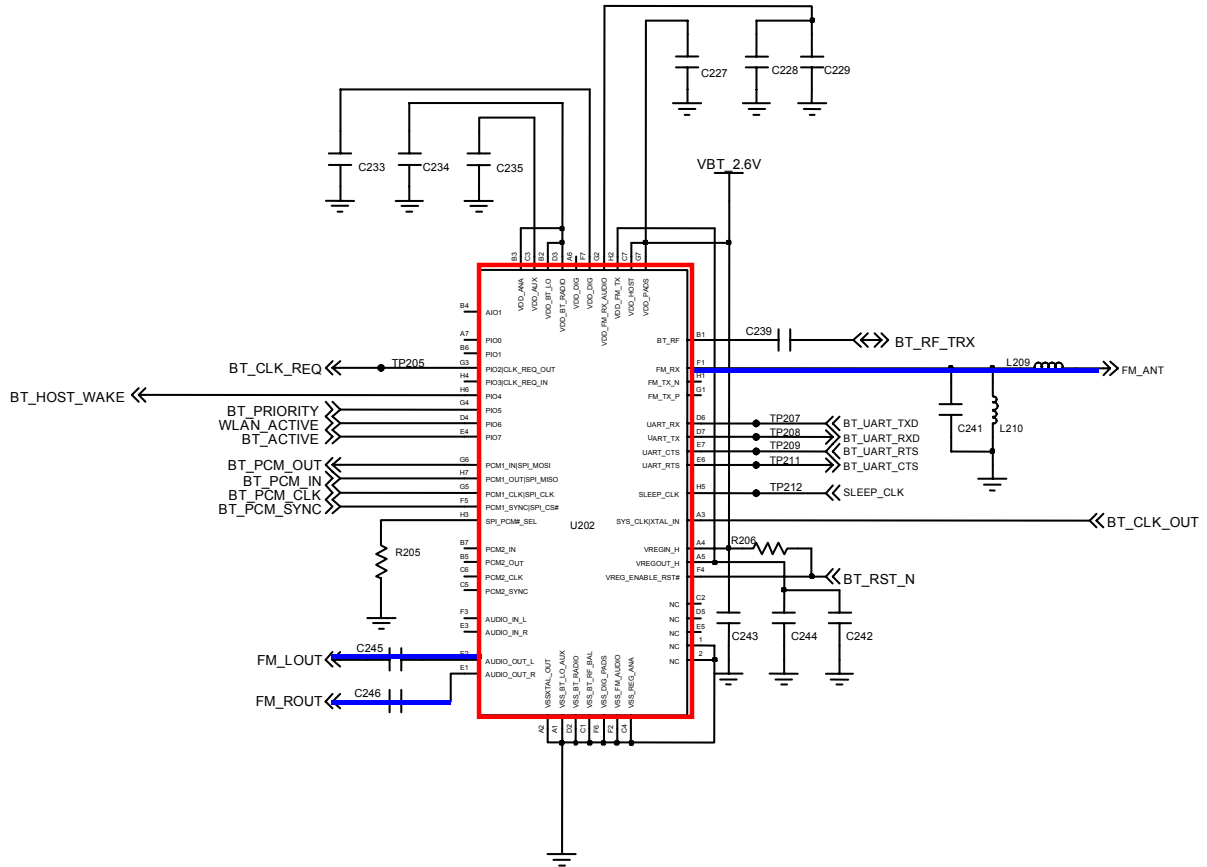 C227
C228
C229
C233
C234
C235
VBT_2.6V
B3 C3 B2 D3 A6 F7 G2 H2 C7 G7
VDD_ANA
VDD_AUX
VDD_BT_LO
VDD_BT_RADIO
VDD_DIG
VDD_DIG
VDD_FM_RX_AUDIO
VDD_FM_TX
VDD_HOST
VDD_PADS
B4 AIO1
A7 PIO0
B6 PIO1
BT_CLK_REQ TP205 G3 PIO2|CLK_REQ_OUT
H4 PIO3|CLK_REQ_IN
BT_HOST_WAKE H6 PIO4
BT_PRIORITY G4 PIO5
WLAN_ACTIVE D4 PIO6
BT_ACTIVE E4 PIO7
BT_PCM_OUT G6 PCM1_IN|SPI_MOSI
BT_PCM_IN H7 PCM1_OUT|SPI_MISO
BT_PCM_CLK G5 PCM1_CLK|SPI_CLK
BT_PCM_SYNC F5 PCM1_SYNC|SPI_CS#
H3 SPI_PCM#_SEL
R205
U202
B7 PCM2_IN
B5 PCM2_OUT
C6 PCM2_CLK
C5 PCM2_SYNC
F3 AUDIO_IN_L
E3 AUDIO_IN_R
FM_LOUT C245 AUDIO_OUT_L
FM_ROUT C246 E1 AUDIO_OUT_R
BT_RF B1 C239 BT_RF_TRX
FM_RX F1 L209 FM_ANT
FM_TX_N H1
FM_TX_P G1
C241
L210
UART_RX D6 TP207 BT_UART_TXD
UART_TX D7 TP208 BT_UART_RXD
UART_CTS E7 TP209 BT_UART_RTS
UART_RTS E6 TP211 BT_UART_CTS
SLEEP_CLK H5 TP212 SLEEP_CLK
SYS_CLK|XTAL_IN A3 BT_CLK_OUT
VREGIN_H A4 R206
VREGOUT_H A5
VREG_ENABLE_RST# F4 BT_RST_N
NC C2
NC D5
NC E5
NC 1
NC 2
C243
C244
C242
VSSXTAL_OUT
VSS_BT_LO_AUX
VSS_BT_RADIO
VSS_BT_RF_BAL
VSS_DIG_PADS
VSS_FM_AUDIO
VSS_REG_ANA
A2 A1 D2 C1 F6 F2 C4